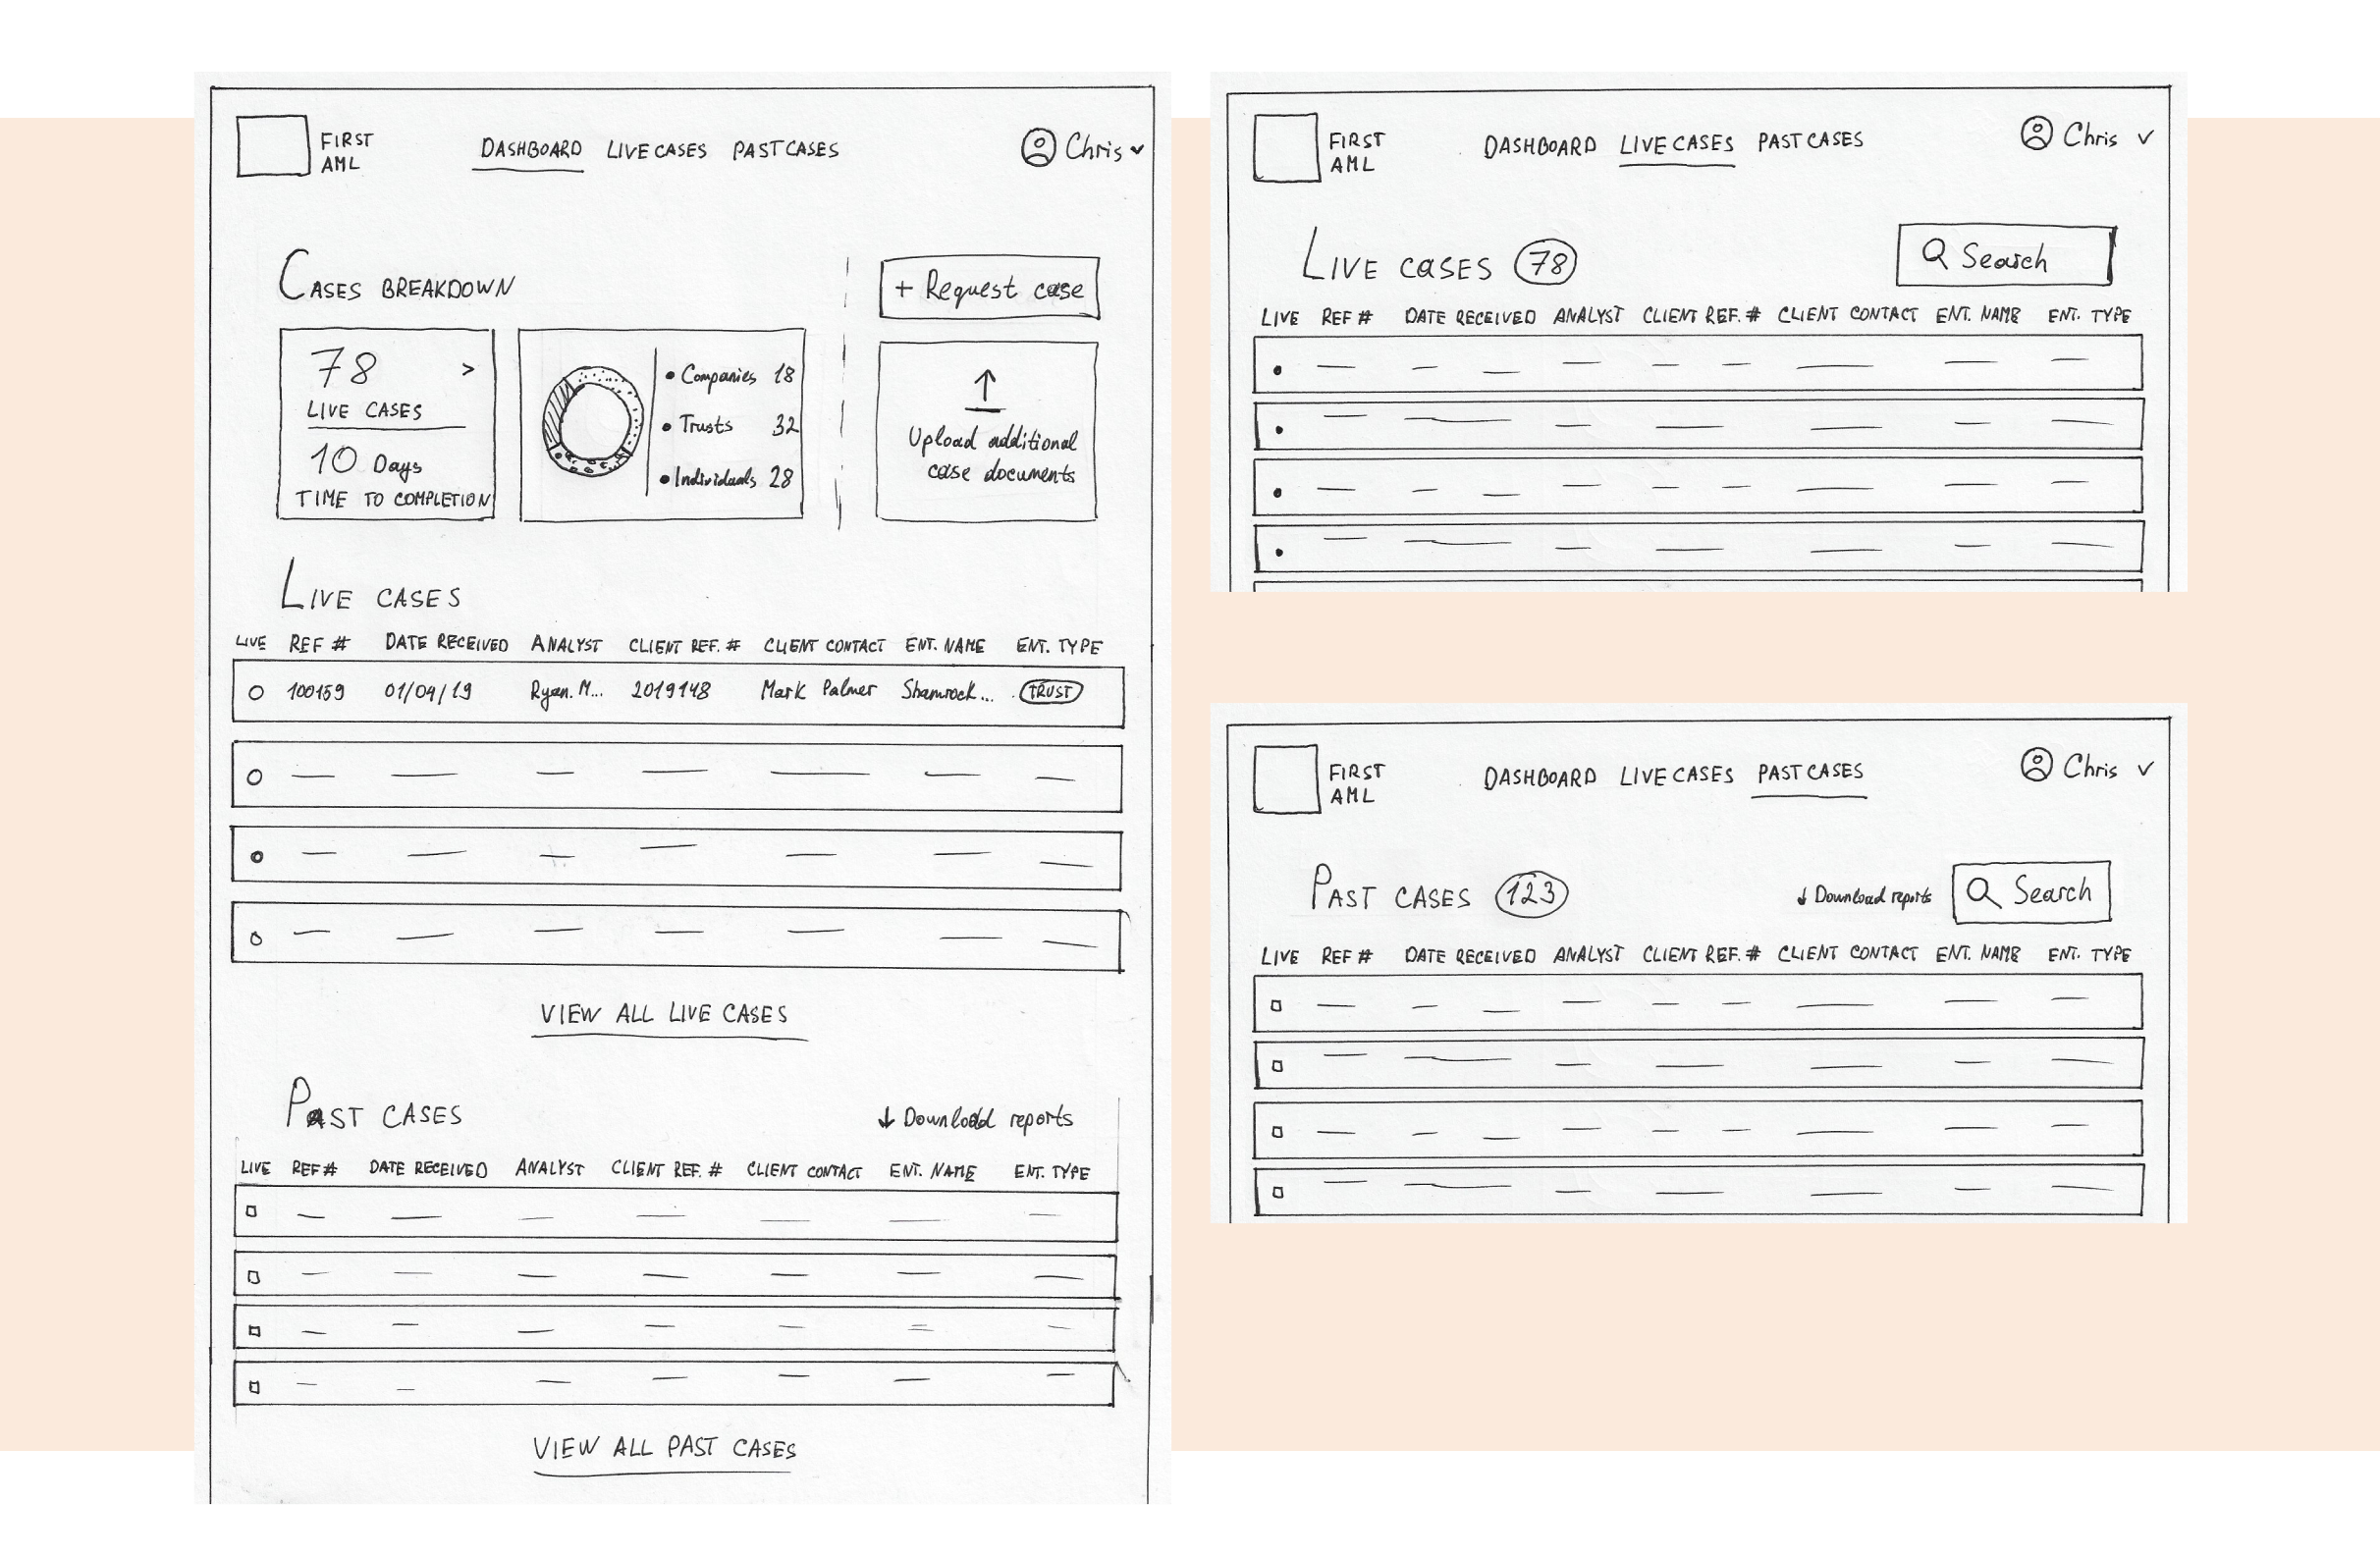 FIRST
AML
DASHBOARD LIVE CASES PAST CASES
Chris
CASES BREAKDOWN
+ Request case
78 >
LIVE CASES
10 Days
TIME TO COMPLETION
• Companies 18
• Trusts 32
• Individuals 28
Upload additional
case documents
LIVE CASES
LIVE REF # DATE RECEIVED ANALYST CLIENT REF. # CLIENT CONTACT ENT. NAME ENT. TYPE
100159 01/04/19 Ryan. M... 2019148 Mark Palmer Shamrock... TRUST
VIEW ALL LIVE CASES
PAST CASES
↓ Download reports
LIVE REF # DATE RECEIVED ANALYST CLIENT REF. # CLIENT CONTACT ENT. NAME ENT. TYPE
VIEW ALL PAST CASES
FIRST
AML
DASHBOARD LIVE CASES PAST CASES
Chris
LIVE CASES 78
Search
LIVE REF # DATE RECEIVED ANALYST CLIENT REF. # CLIENT CONTACT ENT. NAME ENT. TYPE
FIRST
AML
DASHBOARD LIVE CASES PAST CASES
Chris
PAST CASES 123
↓ Download reports
Search
LIVE REF # DATE RECEIVED ANALYST CLIENT REF. # CLIENT CONTACT ENT. NAME ENT. TYPE